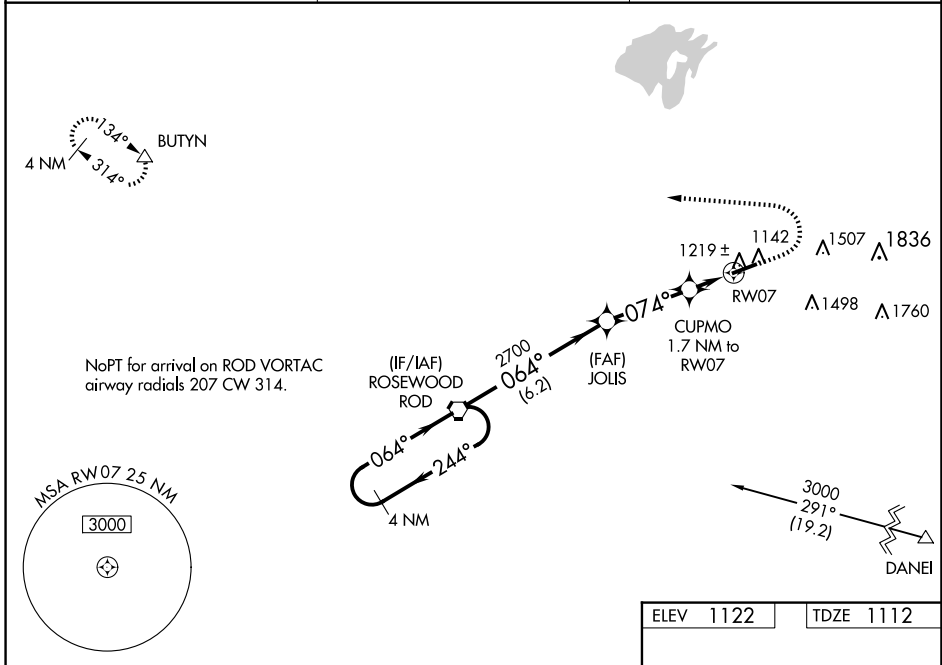 134°
BUTYN
4 NM
314°
1219 ±
1142
1507
1836
RW07
074°
1498
1760
CUPMO
1.7 NM to
RW07
2700
064°
(6.2)
(FAF)
JOLIS
(IF/IAF)
ROSEWOOD
ROD
NoPT for arrival on ROD VORTAC
airway radials 207 CW 314.
064°
244°
4 NM
MSA RW07 25 NM
3000
3000
291°
(19.2)
DANEI
ELEV 1122
TDZE 1112